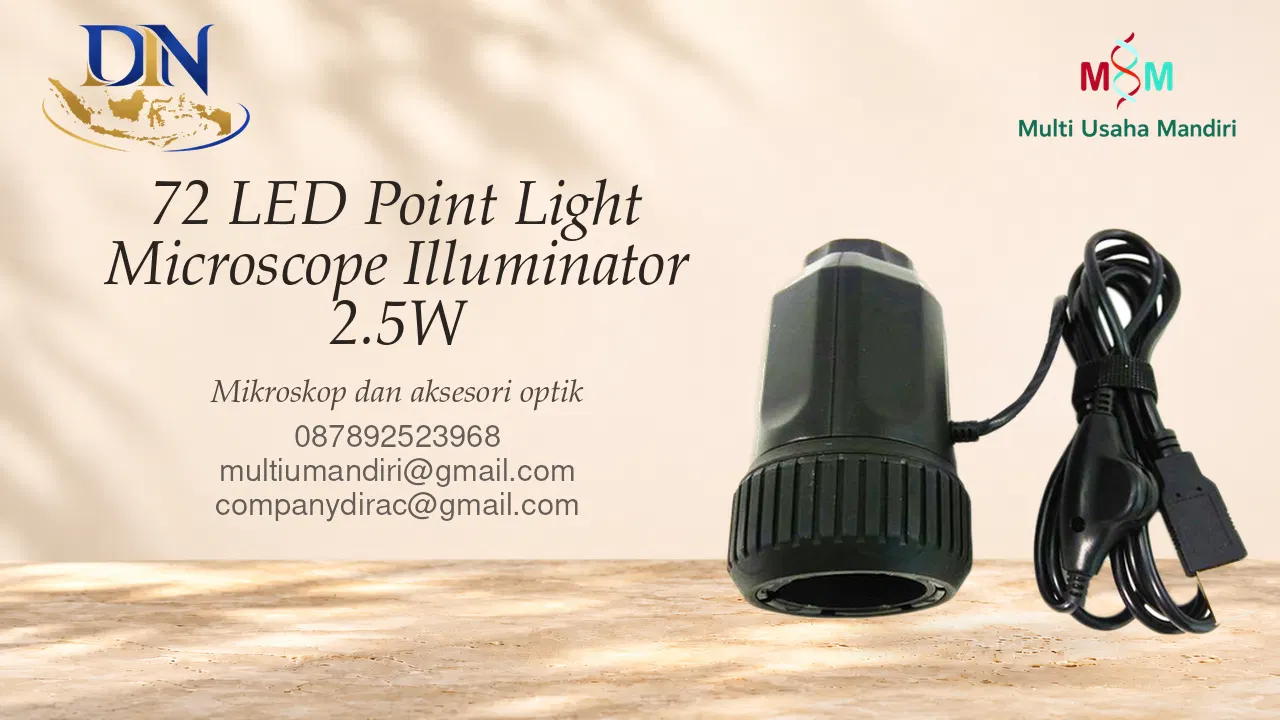 DIN
M M
Multi Usaha Mandiri
72 LED Point Light
Microscope Illuminator
2.5W
Mikroskop dan aksesori optik
087892523968
multiumandiri@gmail.com
companydirac@gmail.com